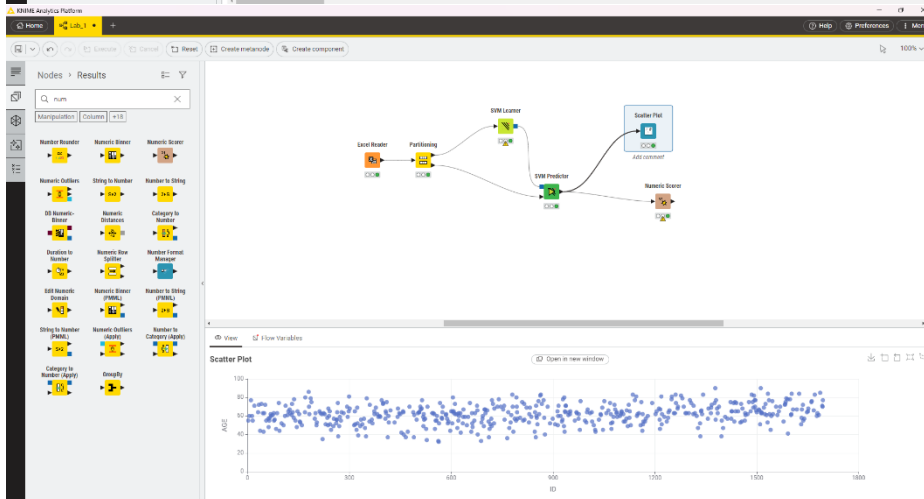 KNIME Analytics Platform
Home
Lab_1
+
Help
Preferences
Execute
Cancel
Reset
Create metanode
Create component
100%
Nodes > Results
num
Manipulation
Column
+18
Number Rounder
Numeric Binner
Numeric Scorer
Numeric Outliers
String to Number
Number to String
DB Numeric-Binner
Numeric Distances
Category to Number
Duration to Number
Numeric Row Splitter
Number Format Manager
Edit Numeric Domain
Numeric Binner (PMML)
Number to String (PMML)
String to Number (PMML)
Numeric Outliers (Apply)
Number to Category (Apply)
Category to Number (Apply)
GroupBy
Excel Reader
Partitioning
SVM Learner
SVM Predictor
Scatter Plot
Add comment
Numeric Scorer
View
Flow Variables
Scatter Plot
Open in new window
100
80
60
40
20
0
AGE
0
300
600
900
1200
1500
1800
ID